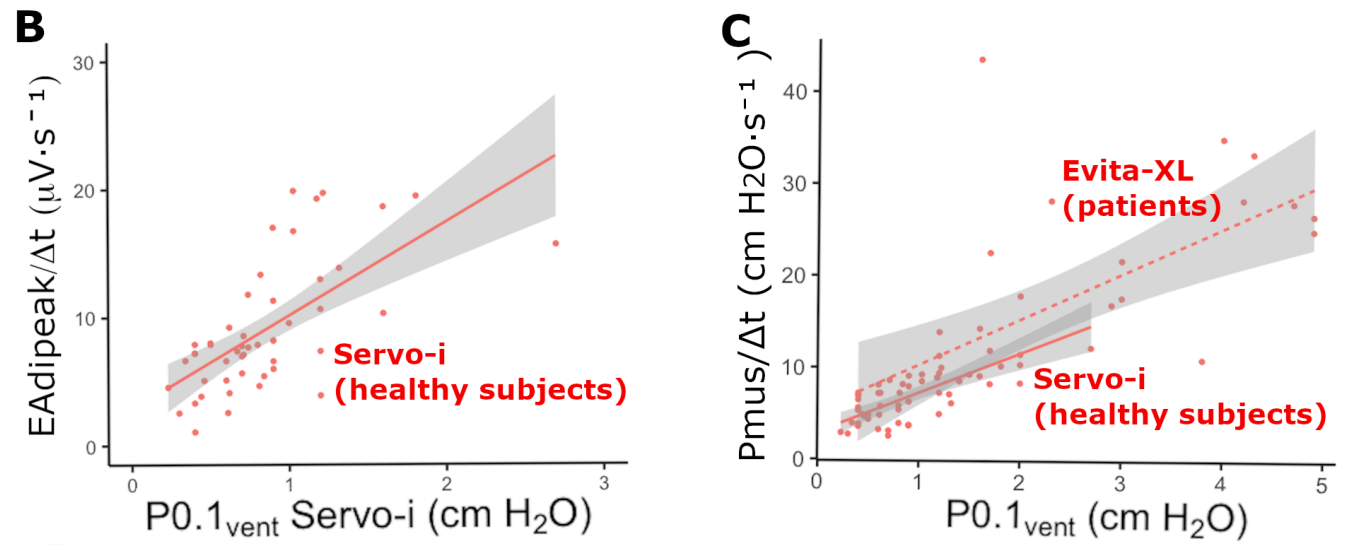 B
EAdipeak/Δt (μV·s⁻¹)
30
20
10
0
Servo-i
(healthy subjects)
0 1 2 3
P0.1vent Servo-i (cm H2O)
C
Pmus/Δt (cm H2O·s⁻¹)
40
30
20
10
0
Evita-XL
(patients)
Servo-i
(healthy subjects)
0 1 2 3 4 5
P0.1vent (cm H2O)